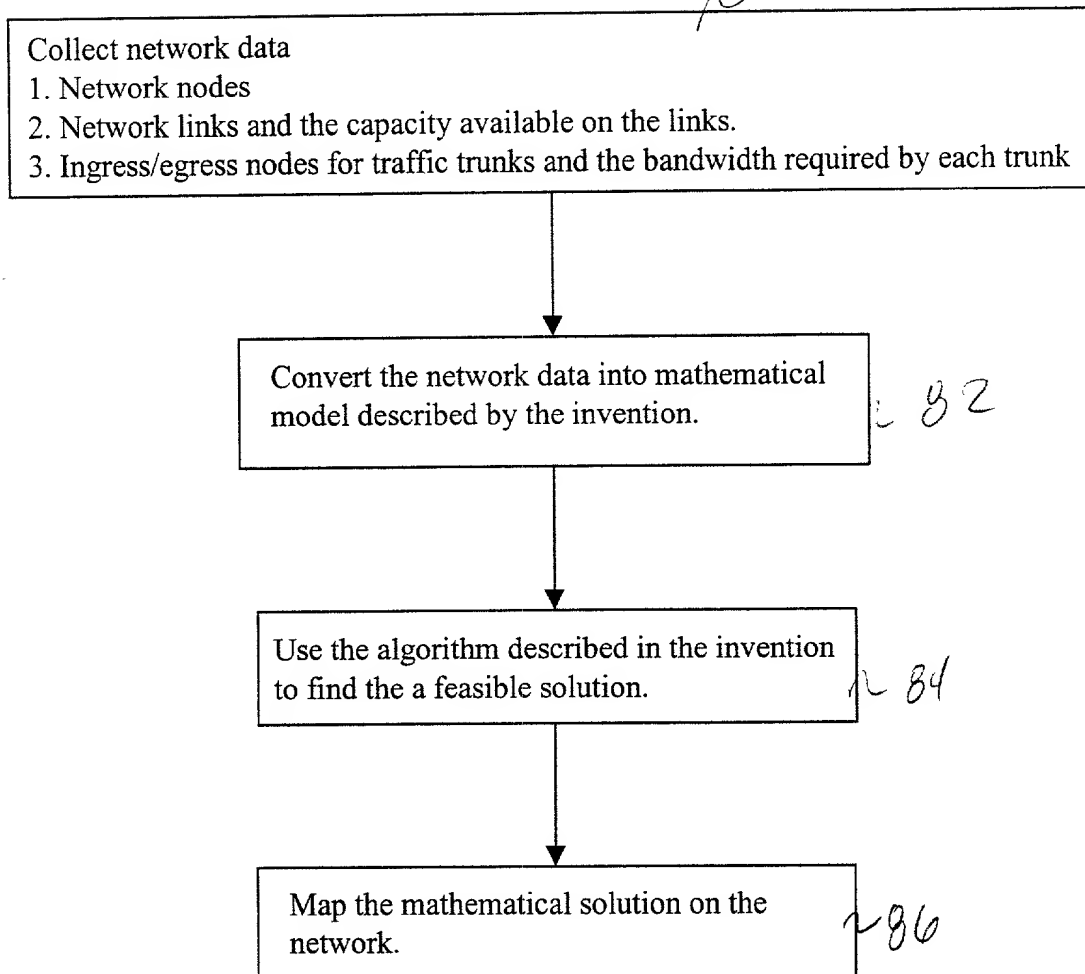 Collect network data
1. Network nodes
2. Network links and the capacity available on the links.
3. Ingress/egress nodes for traffic trunks and the bandwidth required by each trunk
Convert the network data into mathematical
model described by the invention.
82
Use the algorithm described in the invention
to find the a feasible solution.
84
Map the mathematical solution on the
network.
86